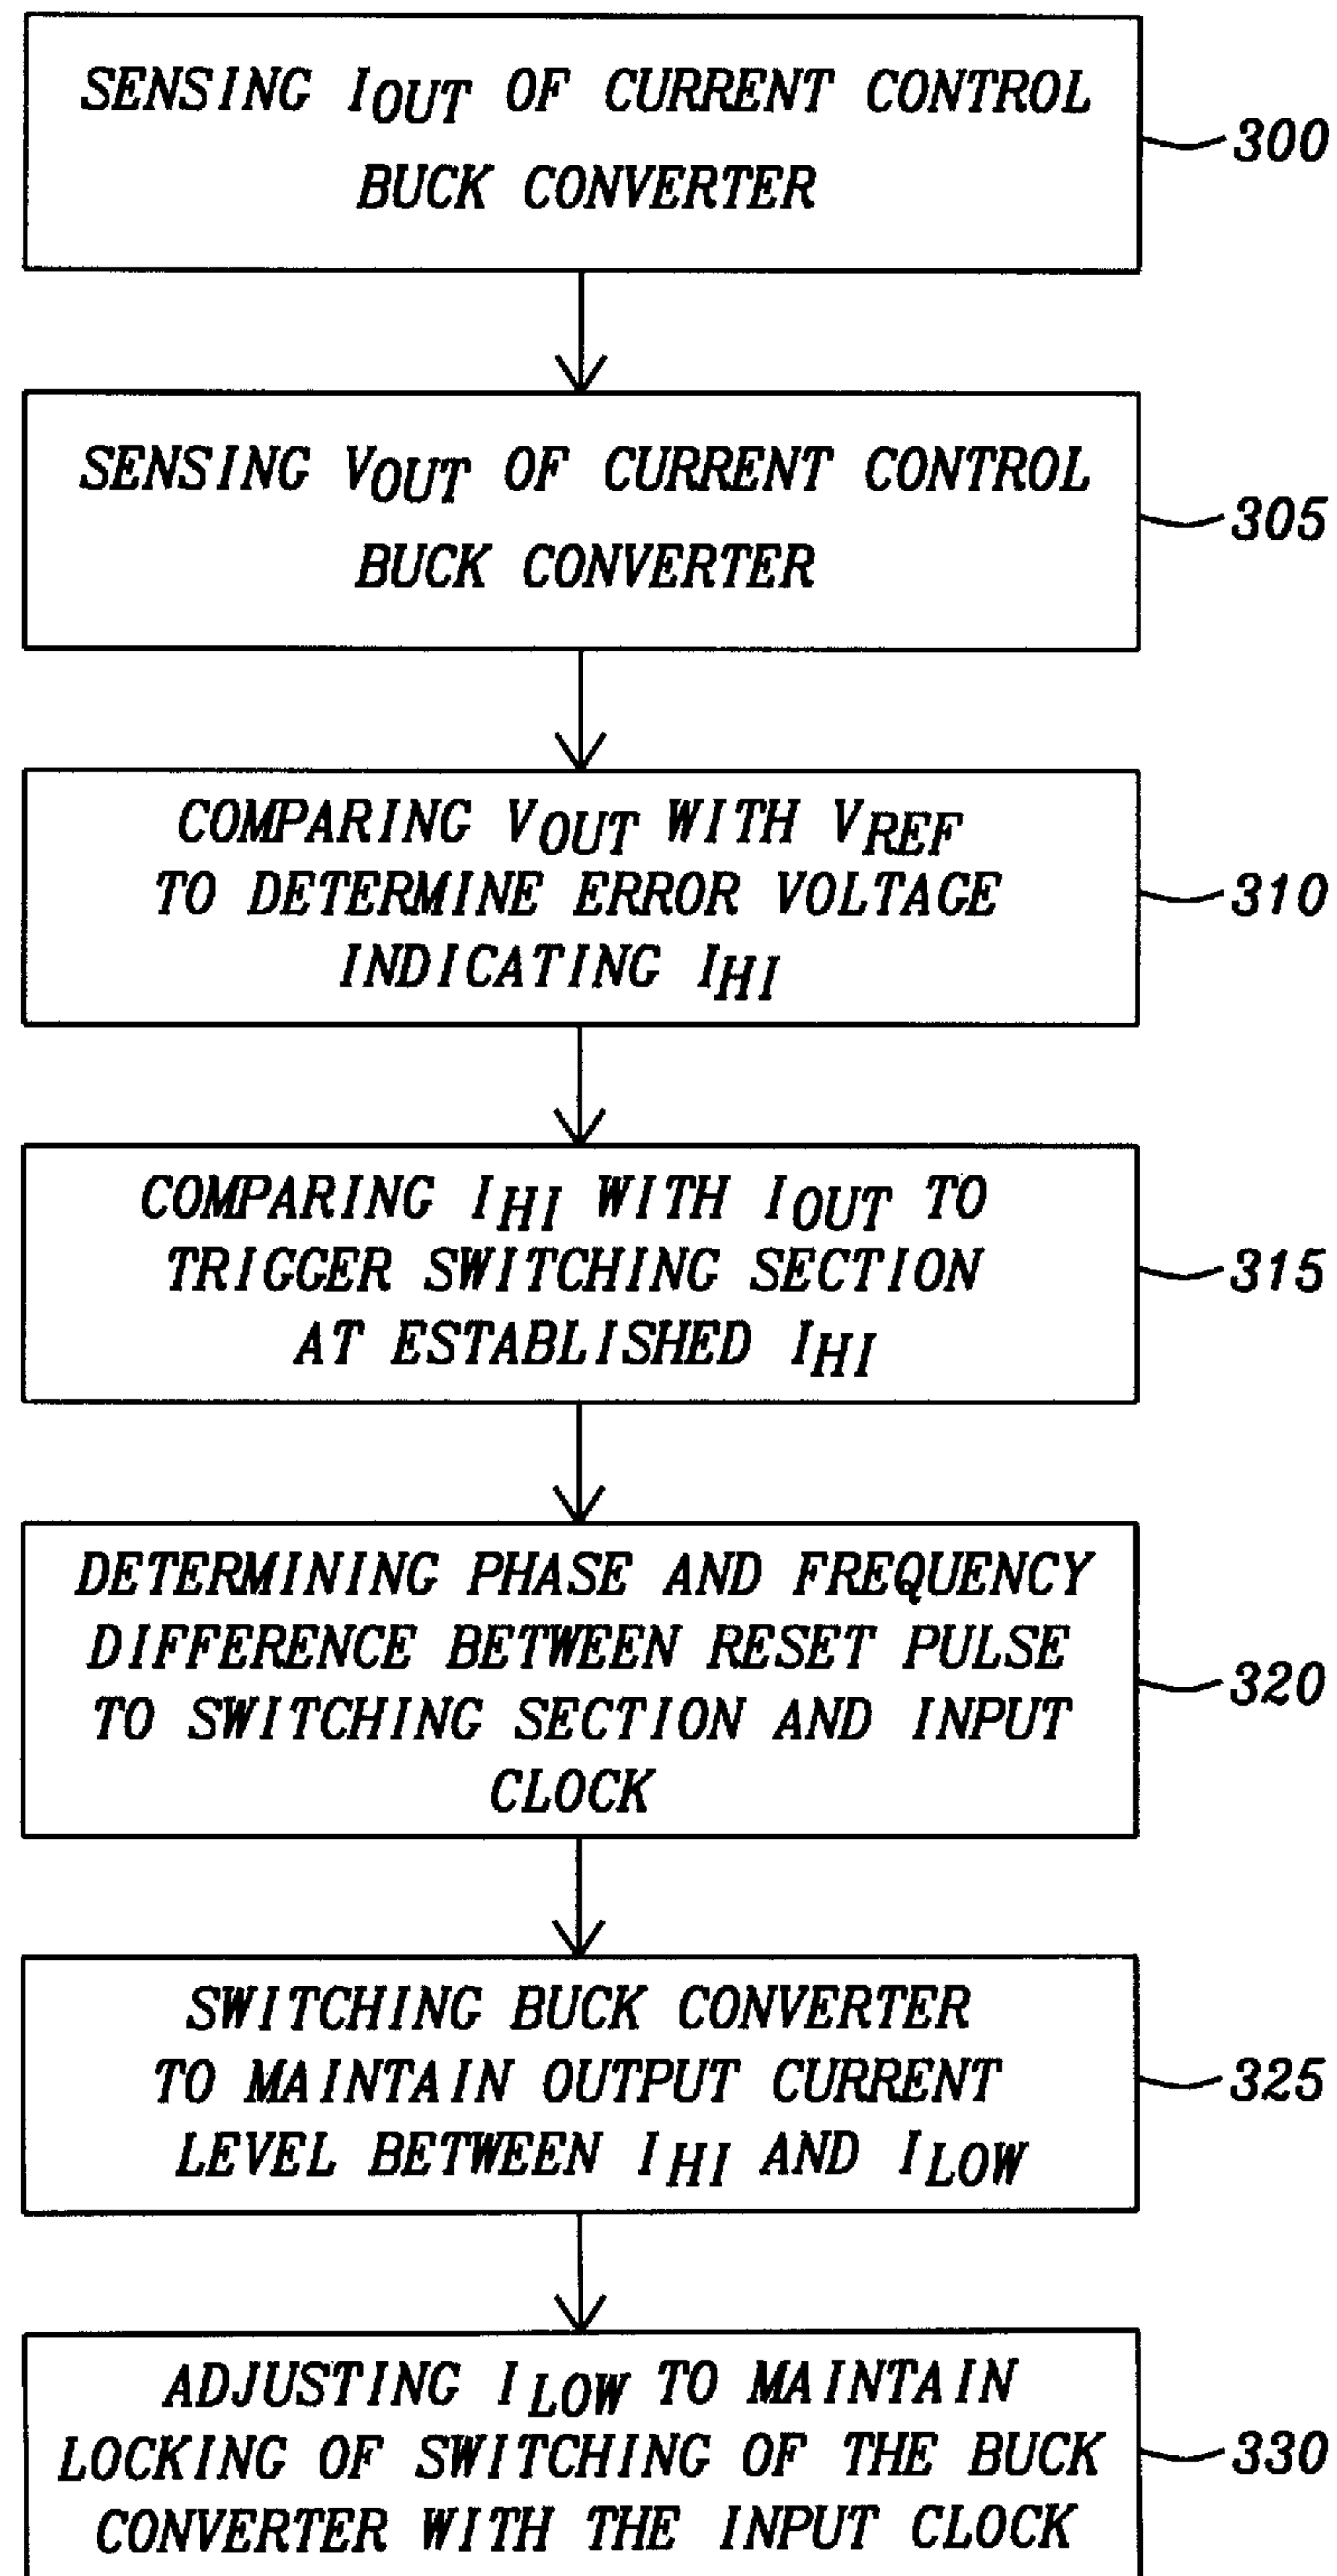 SENSING IOUT OF CURRENT CONTROL
BUCK CONVERTER
300
SENSING VOUT OF CURRENT CONTROL
BUCK CONVERTER
305
COMPARING VOUT WITH VREF
TO DETERMINE ERROR VOLTAGE
INDICATING IHI
310
COMPARING IHI WITH IOUT TO
TRIGGER SWITCHING SECTION
AT ESTABLISHED IHI
315
DETERMINING PHASE AND FREQUENCY
DIFFERENCE BETWEEN RESET PULSE
TO SWITCHING SECTION AND INPUT
CLOCK
320
SWITCHING BUCK CONVERTER
TO MAINTAIN OUTPUT CURRENT
LEVEL BETWEEN IHI AND ILOW
325
ADJUSTING ILOW TO MAINTAIN
LOCKING OF SWITCHING OF THE BUCK
CONVERTER WITH THE INPUT CLOCK
330